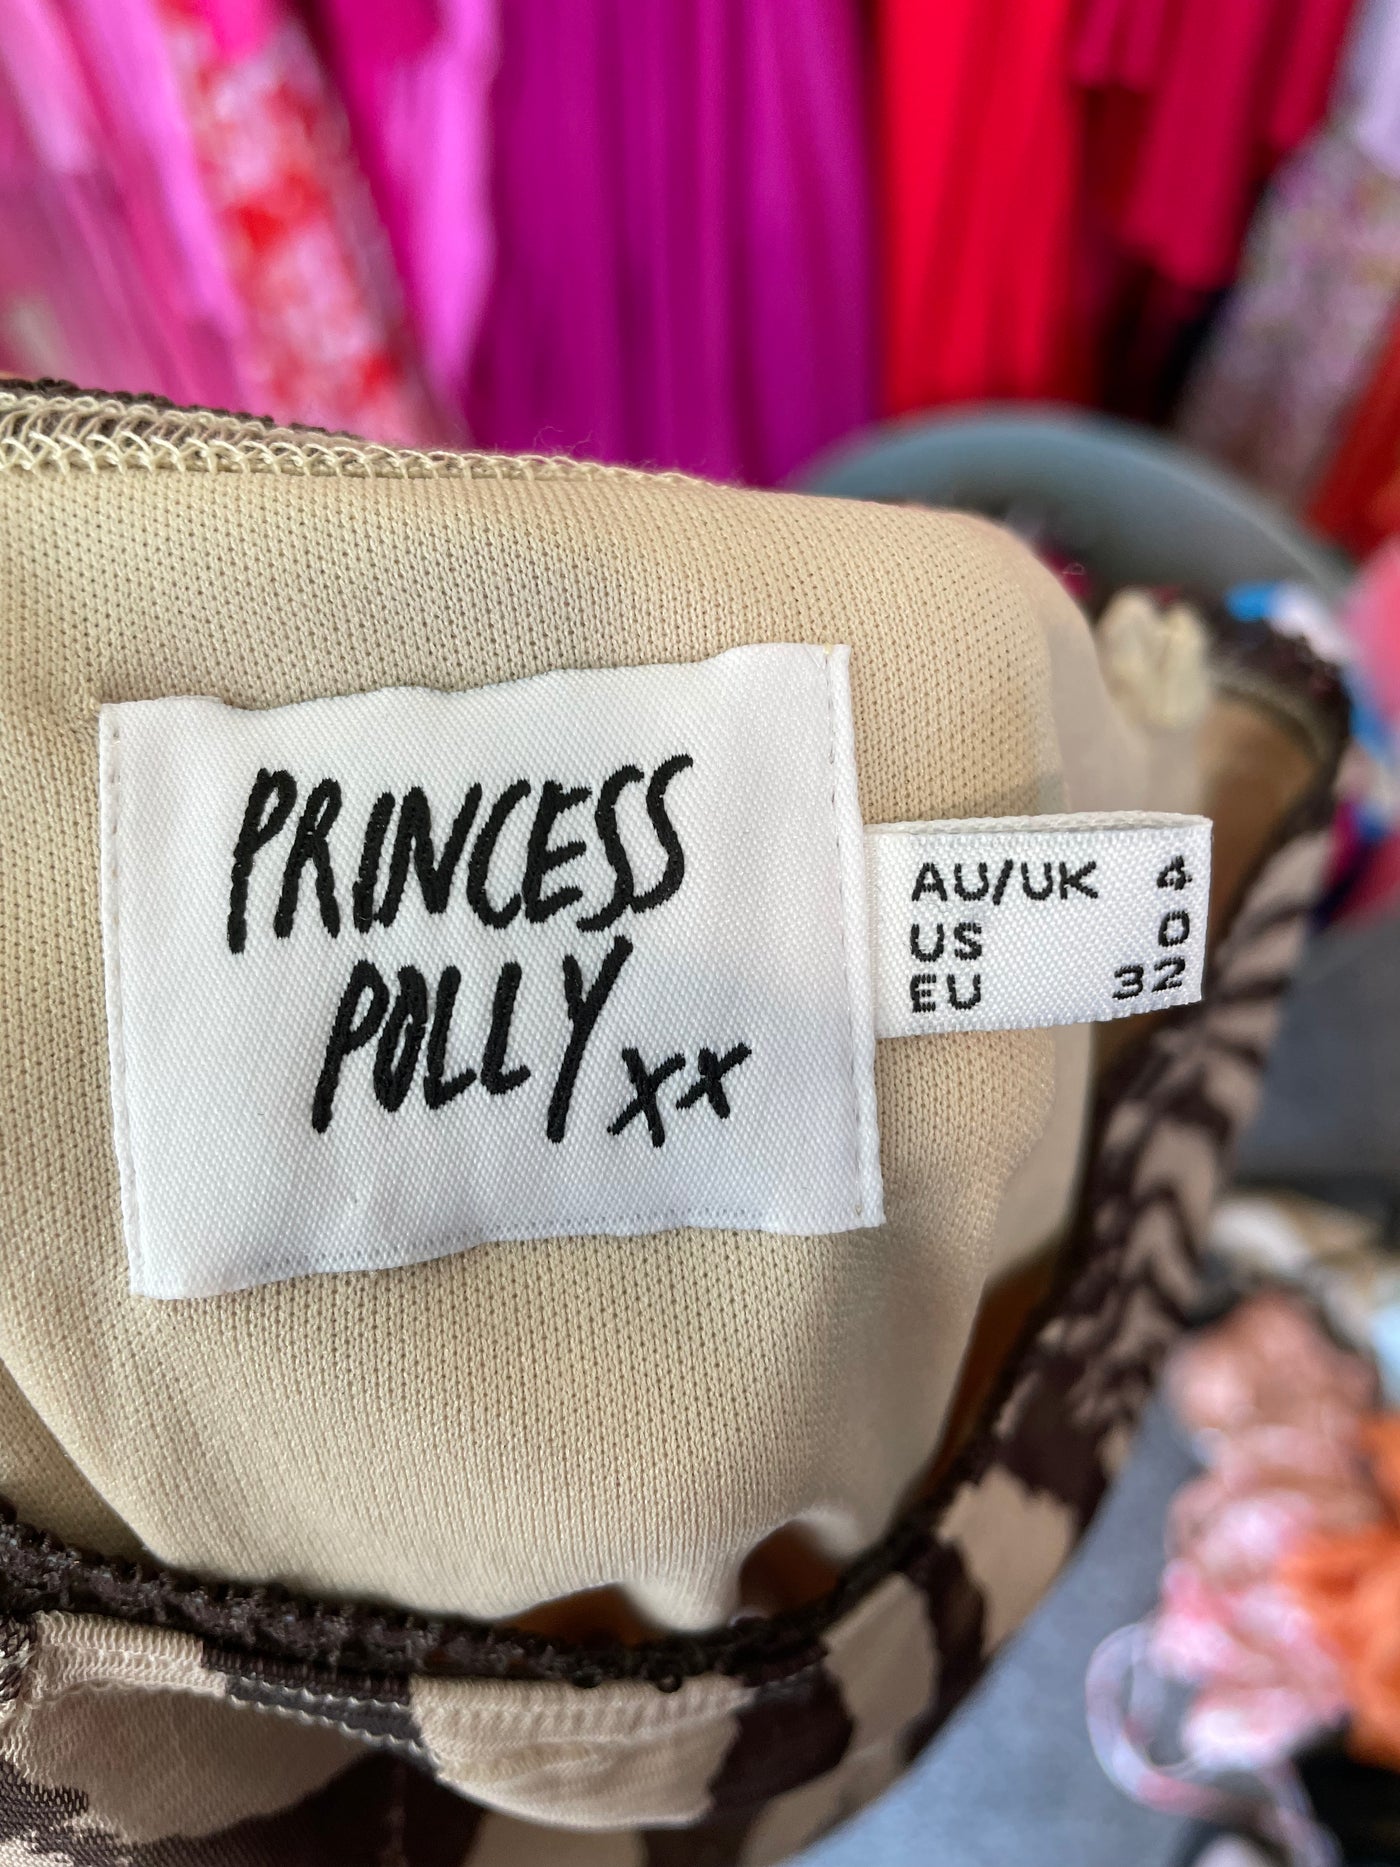 PRINCESS
POLLY xx
AU/UK 4
US 0
EU 32